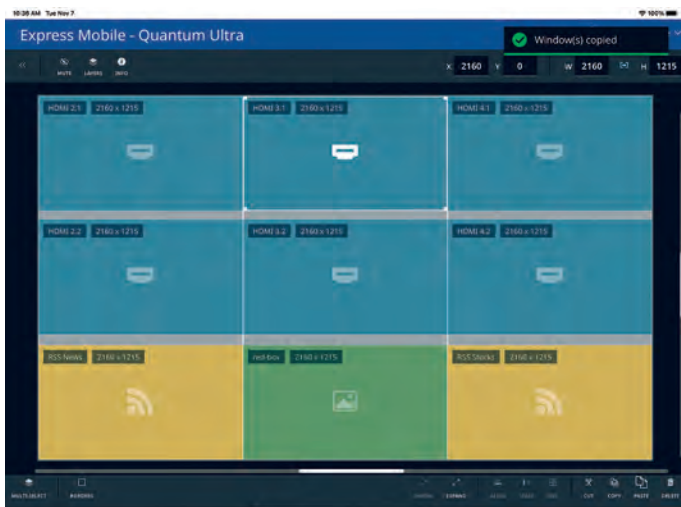 10:36 AM Tue Nov 7
100%
Express Mobile - Quantum Ultra
Window(s) copied
MUTE LAYERS INFO
X 2160 Y 0 W 2160 H 1215
HDMI 2.1 2160 x 1215 HDMI 3.1 2160 x 1215 HDMI 4.1 2160 x 1215
HDMI 2.2 2160 x 1215 HDMI 3.2 2160 x 1215 HDMI 4.2 2160 x 1215
RSS News 2160 x 1215 2160 x 1215 RSS Stocks 2160 x 1215
MULTI SELECT BORDERS EXPAND CUT COPY PASTE DELETE